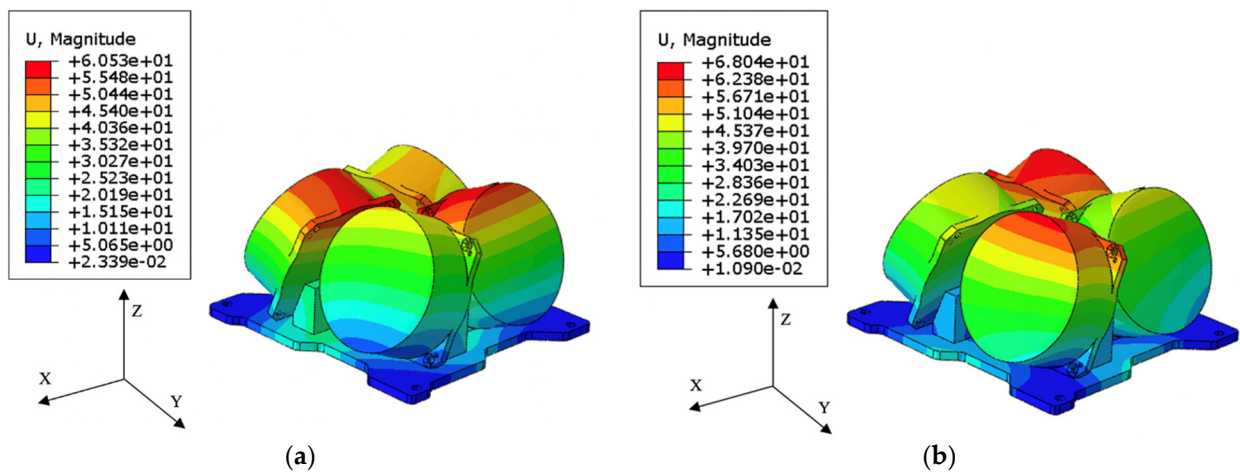 U, Magnitude
+6.053e+01
+5.548e+01
+5.044e+01
+4.540e+01
+4.036e+01
+3.532e+01
+3.027e+01
+2.523e+01
+2.019e+01
+1.515e+01
+1.011e+01
+5.065e+00
+2.339e-02
Z
X
Y
(a)
U, Magnitude
+6.804e+01
+6.238e+01
+5.671e+01
+5.104e+01
+4.537e+01
+3.970e+01
+3.403e+01
+2.836e+01
+2.269e+01
+1.702e+01
+1.135e+01
+5.680e+00
+1.090e-02
Z
X
Y
(b)